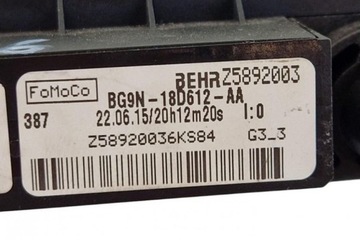 BEHR Z5892003
FoMoCo
BG9N-18D612-AA
387 22.06.15/20h12m20s I:0
Z58920036KS84 G3_3